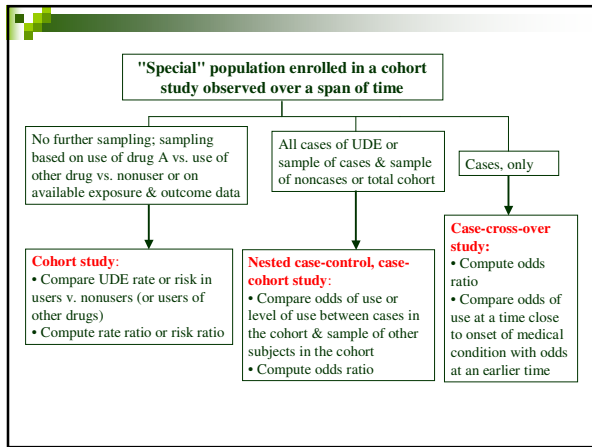 "Special" population enrolled in a cohort
study observed over a span of time
No further sampling; sampling
based on use of drug A vs. use of
other drug vs. nonuser or on
available exposure & outcome data
All cases of UDE or
sample of cases & sample
of noncases or total cohort
Cases, only
Cohort study:
• Compare UDE rate or risk in
users v. nonusers (or users of
other drugs)
• Compute rate ratio or risk ratio
Nested case-control, case-
cohort study:
• Compare odds of use or
level of use between cases in
the cohort & sample of other
subjects in the cohort
• Compute odds ratio
Case-cross-over
study:
• Compute odds
ratio
• Compare odds of
use at a time close
to onset of medical
condition with odds
at an earlier time